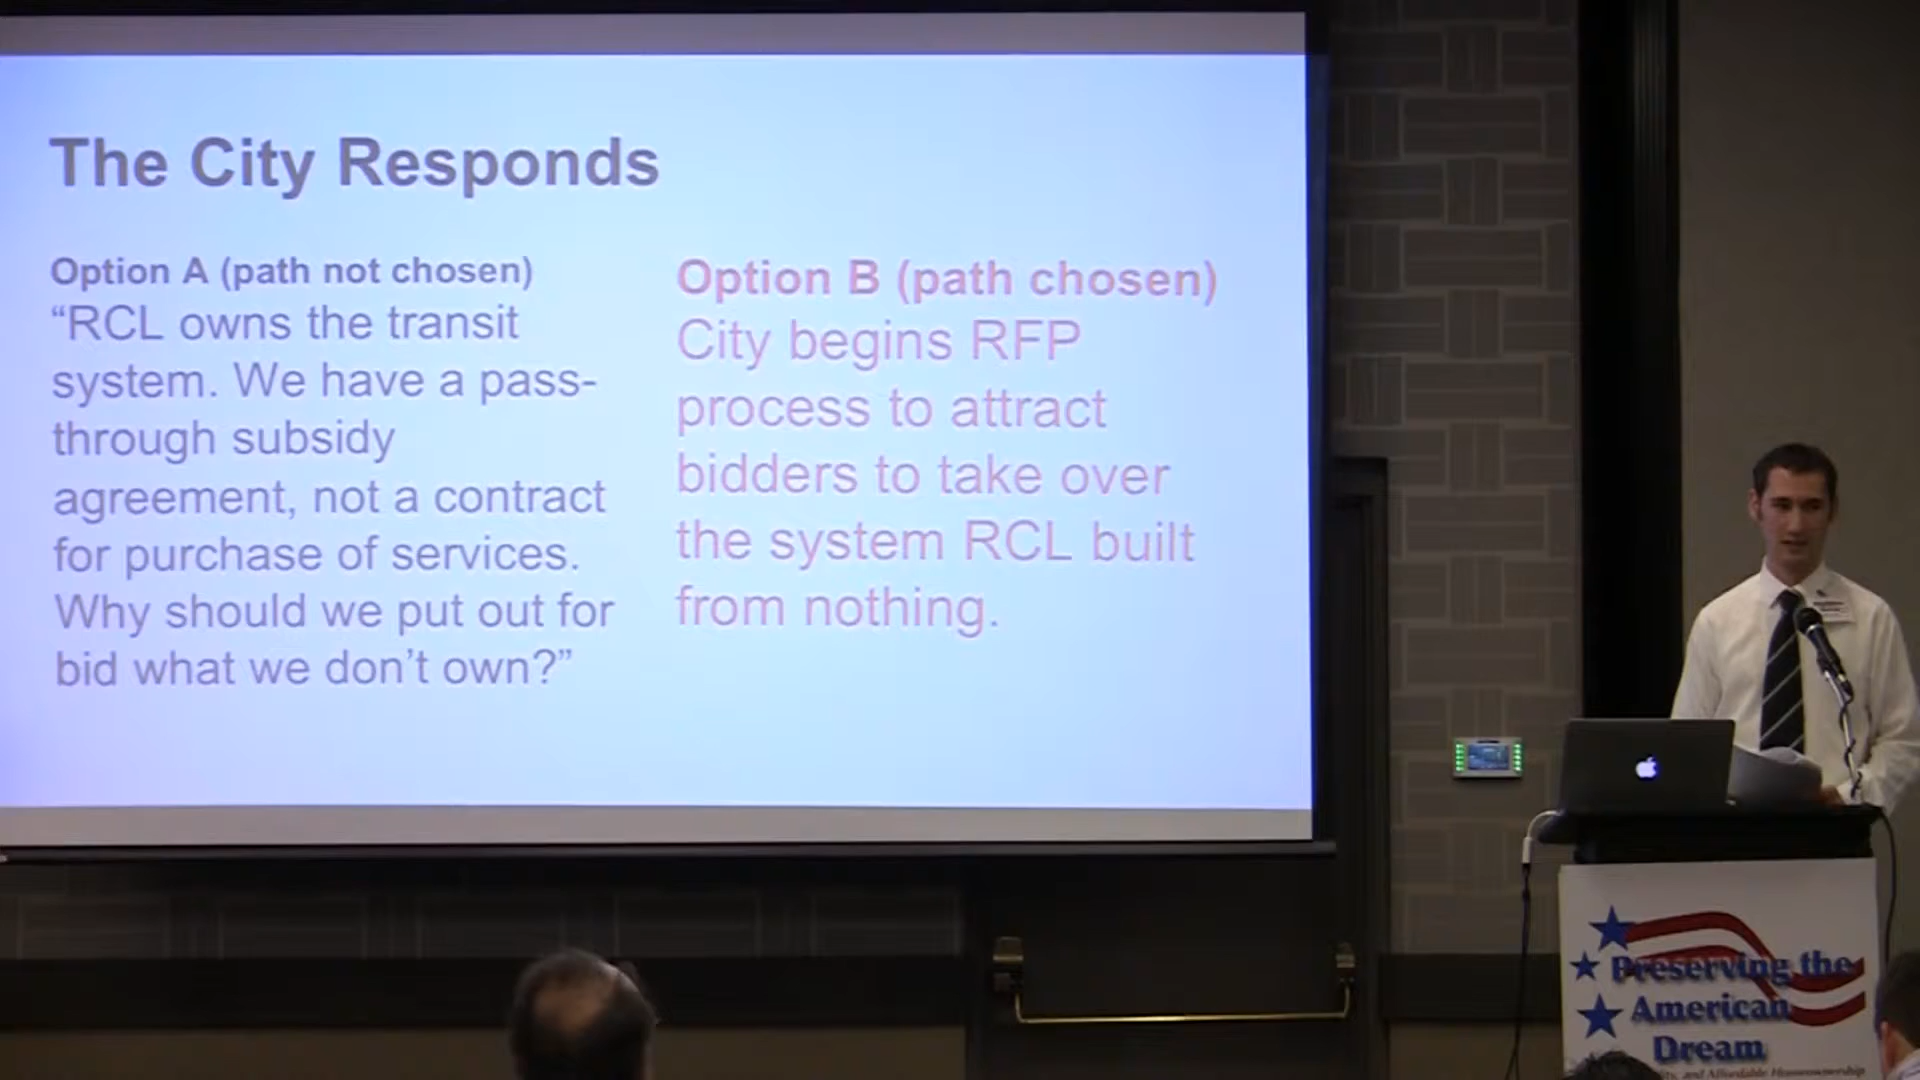 The City Responds
Option A (path not chosen)
“RCL owns the transit
system. We have a pass-
through subsidy
agreement, not a contract
for purchase of services.
Why should we put out for
bid what we don’t own?”
Option B (path chosen)
City begins RFP
process to attract
bidders to take over
the system RCL built
from nothing.
Preserving the
American
Dream
and Affordable Homeownership